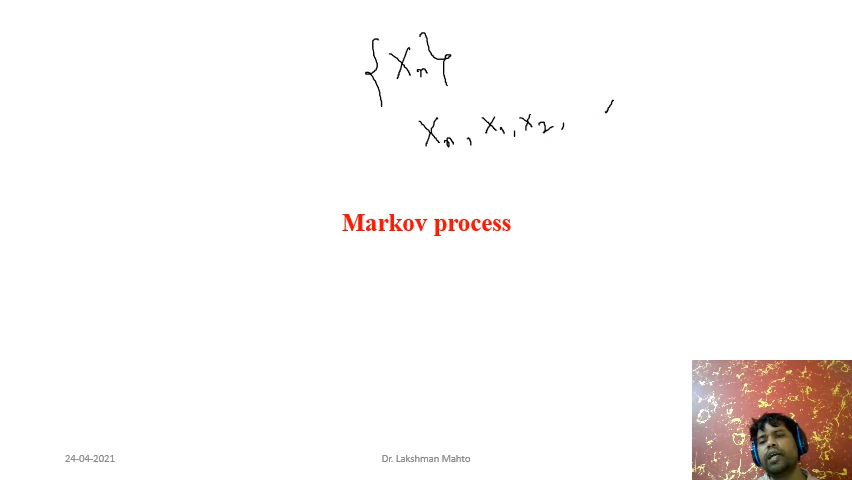 {Xn}
Xn, X1, X2,
Markov process
24-04-2021
Dr. Lakshman Mahto